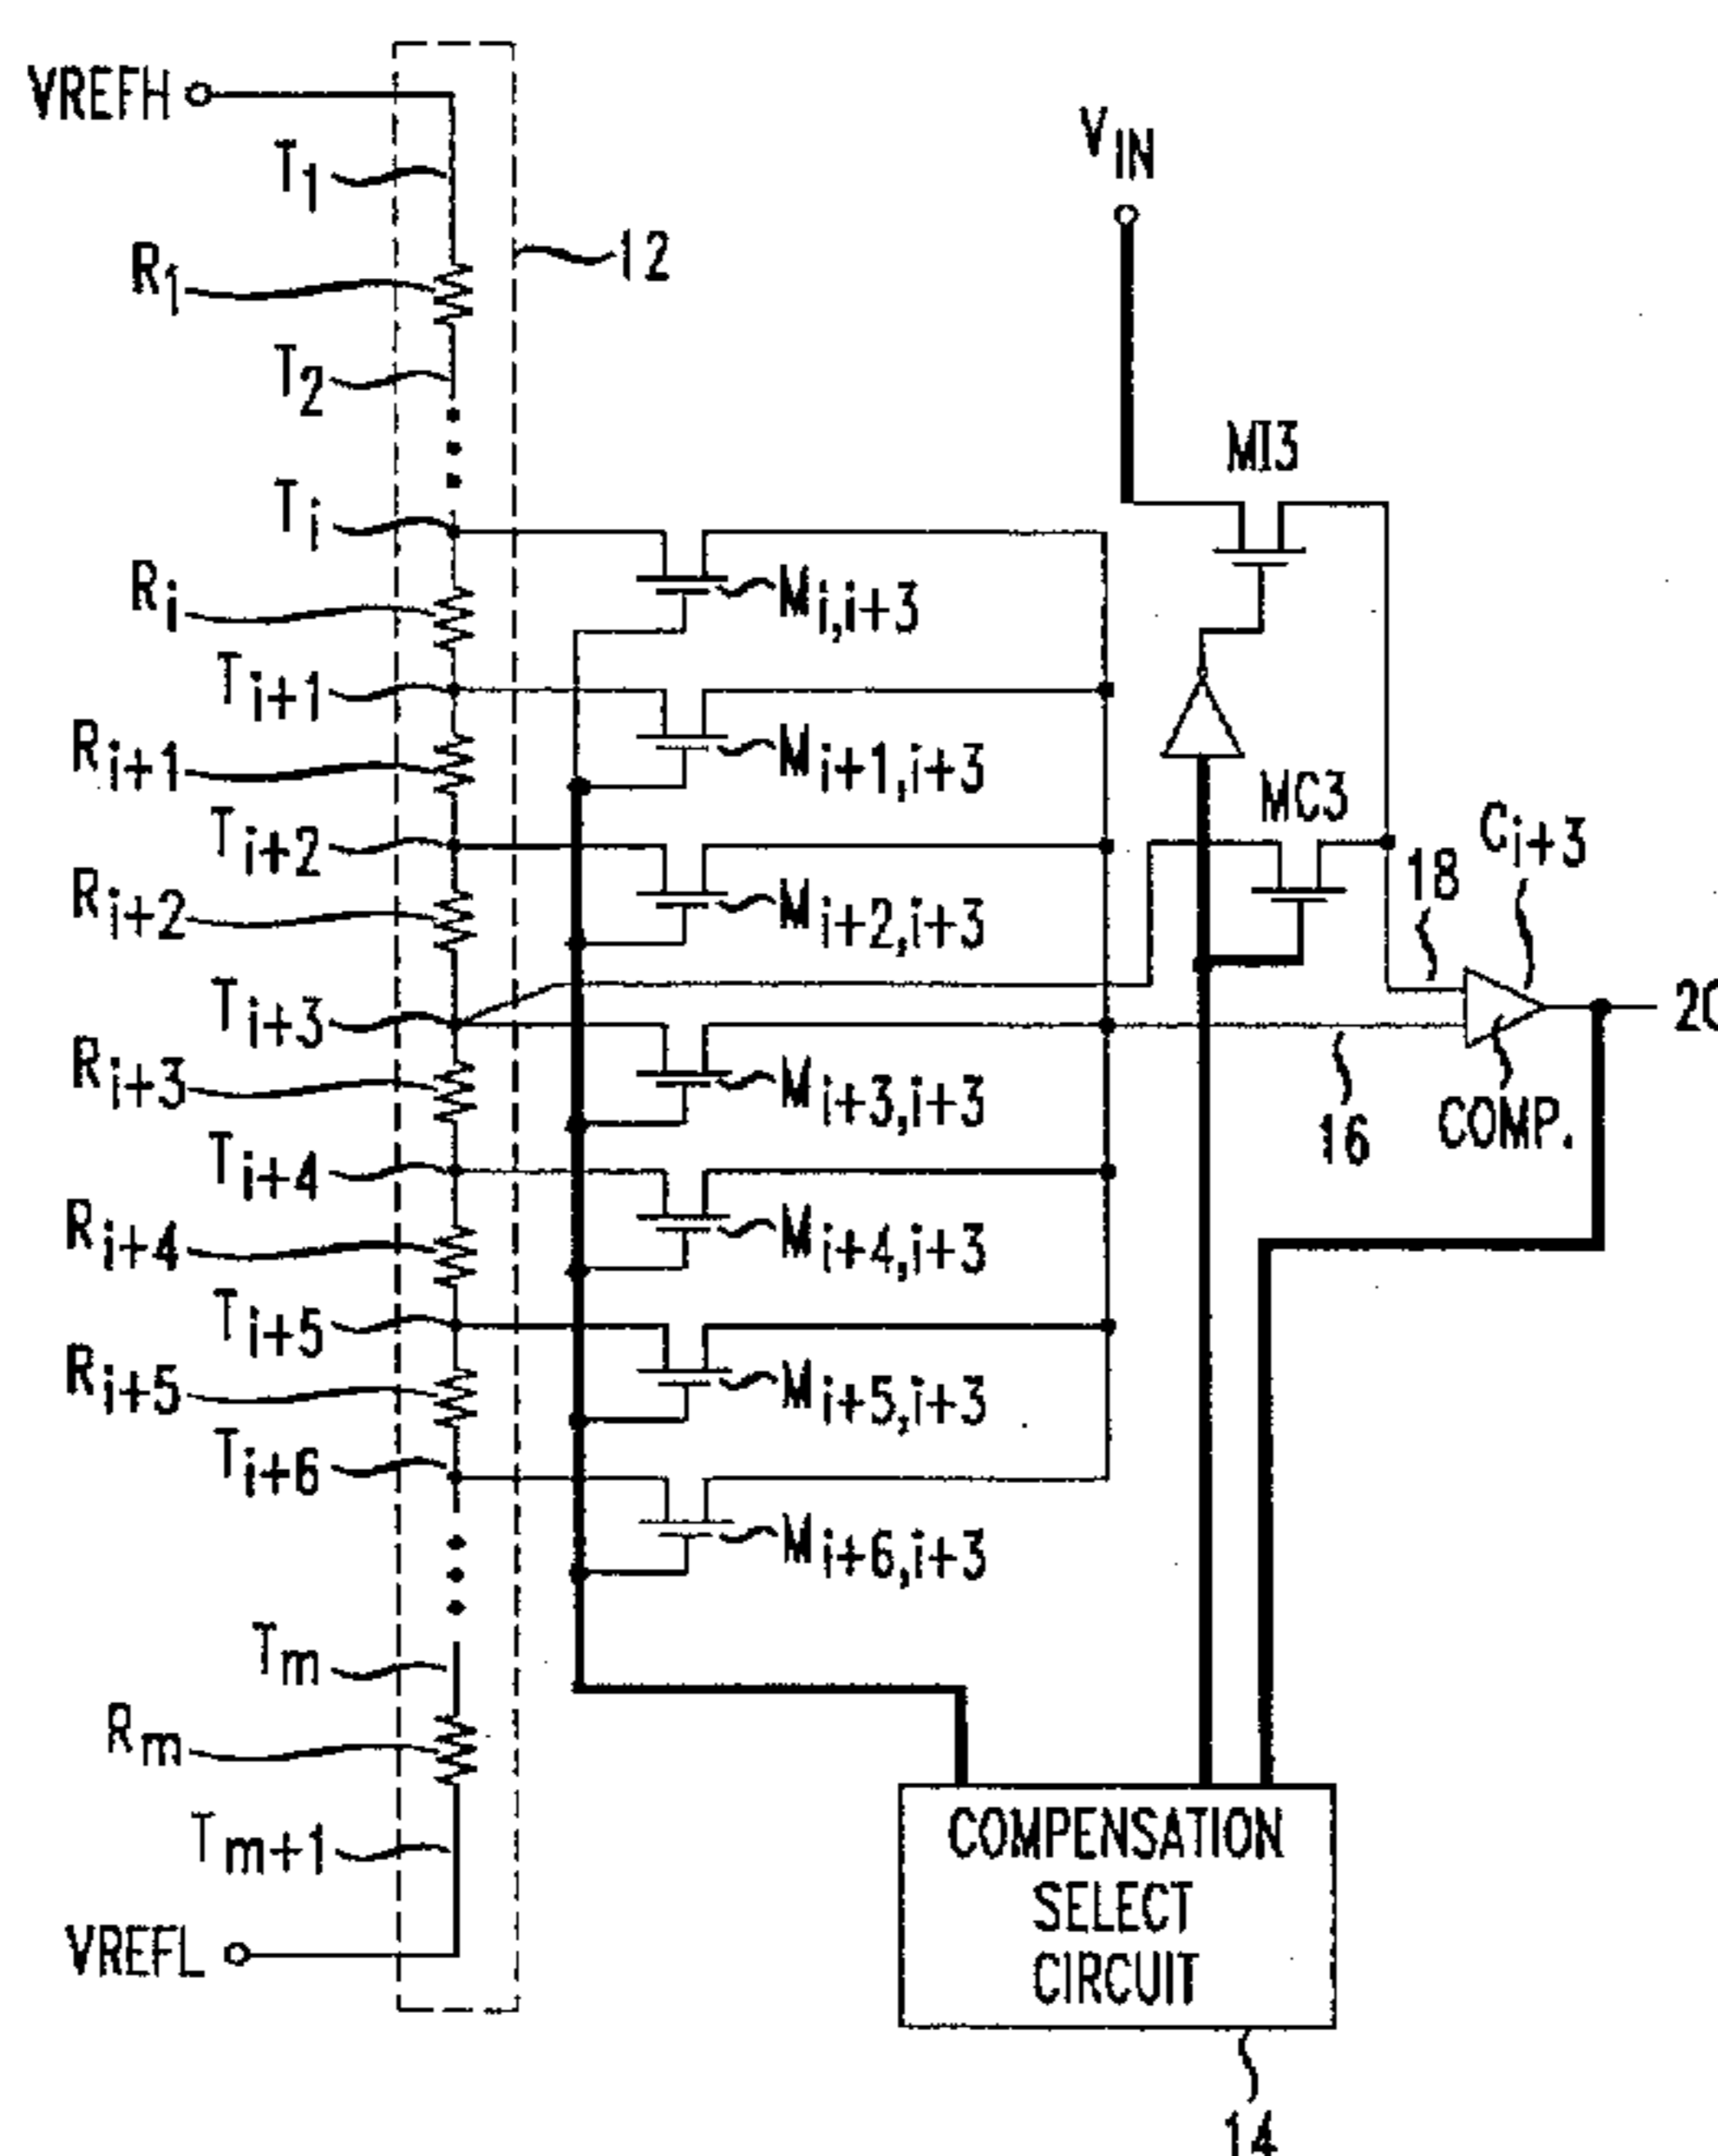 VREFH
T1
R1
12
T2
VIN
Ti
MI3
Ri
Mi,i+3
Ti+1
Ri+1
Mi+1,i+3
MC3
Ti+2
Ci+3
18
Ri+2
Mi+2,i+3
Ti+3
20
Ri+3
Mi+3,i+3
16
COMP.
Ti+4
Ri+4
Mi+4,i+3
Ti+5
Ri+5
Mi+5,i+3
Ti+6
Mi+6,i+3
Tm
Rm
Tm+1
COMPENSATION
SELECT
CIRCUIT
VREFL
14